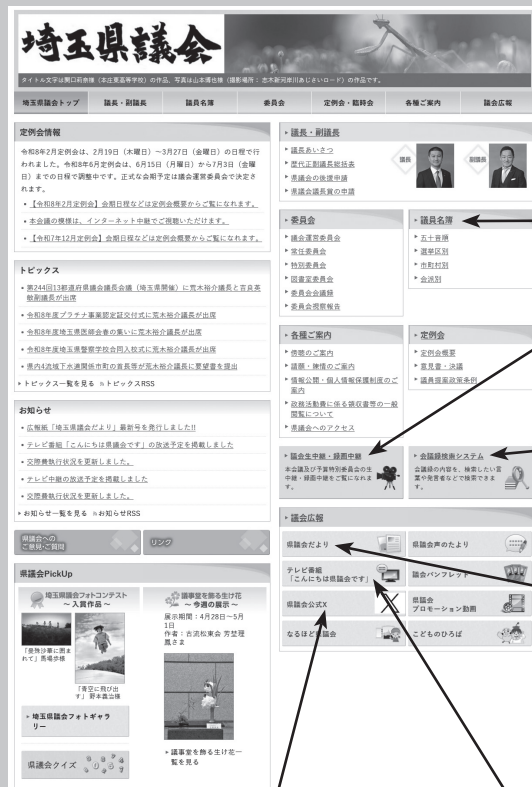 埼玉県議会
タイトル文字は関口莉奈様（本庄東高等学校）の作品、写真は山本博也様（撮影場所：志木新河岸川あじさいロード）の作品です。
埼玉県議会トップ
議長・副議長
議員名簿
委員会
定例会・臨時会
各種ご案内
議会広報
定例会情報
令和8年2月定例会は、2月19日（木曜日）～3月27日（金曜日）の日程で行
われました。令和8年6月定例会は、6月15日（月曜日）から7月3日（金曜
日）までの日程で調整中です。正式な会期予定は議会運営委員会で決定さ
れます。
【令和8年2月定例会】会期日程などは定例会概要からご覧になれます。
本会議の模様は、インターネット中継でご視聴いただけます。
【令和7年12月定例会】会期日程などは定例会概要からご覧になれます。
トピックス
第244回13都道府県議会議長会議（埼玉県開催）に荒木裕介議長と吉良英
敏副議長が出席
令和8年度プラチナ事業認定証交付式に荒木裕介議長が出席
令和8年度埼玉県医師会春の集いに荒木裕介議長が出席
令和8年度埼玉県警察学校合同入校式に荒木裕介議長が出席
県内4流域下水道関係市町の首長等が荒木裕介議長に要望書を提出
トピックス一覧を見る トピックスRSS
お知らせ
広報紙「埼玉県議会だより」最新号を発行しました!!
テレビ番組「こんにちは県議会です」の放送予定を掲載しました
交際費執行状況を更新しました。
テレビ中継の放送予定を掲載しました
交際費執行状況を更新しました。
お知らせ一覧を見る お知らせRSS
県議会への
ご意見・ご質問
リンク
県議会PickUp
埼玉県議会フォトコンテスト
～入賞作品～
「曼殊沙華に囲ま
れて」馬場歩様
「青空に飛び出
す」 野本義治様
埼玉県議会フォトギャラ
リー
県議会クイズ
議事堂を飾る生け花
～今週の展示～
展示期間：4月28日～5月
1日
作者：古流松東会 芳埜理
鳳さま
議事堂を飾る生け花一
覧を見る
議長・副議長
議長あいさつ
歴代正副議長総括表
県議会の後援申請
県議会議長賞の申請
議長
副議長
委員会
議会運営委員会
常任委員会
特別委員会
図書室委員会
委員会会議録
委員会視察報告
議員名簿
五十音順
選挙区別
市町村別
会派別
各種ご案内
傍聴のご案内
請願・陳情のご案内
情報公開・個人情報保護制度のご
案内
政務活動費に係る領収書等の一般
閲覧について
県議会へのアクセス
定例会
定例会概要
意見書・決議
議員提案政策条例
議会生中継・録画中継
本会議及び予算特別委員会の生
中継・録画中継をご覧になれま
す。
会議録検索システム
会議録の内容を、検索したい言
葉や発言者などで検索できま
す。
議会広報
県議会だより
県議会声のたより
テレビ番組
「こんにちは県議会です」
議会パンフレット
県議会公式X
県議会
プロモーション動画
なるほど県議会
こどものひろば